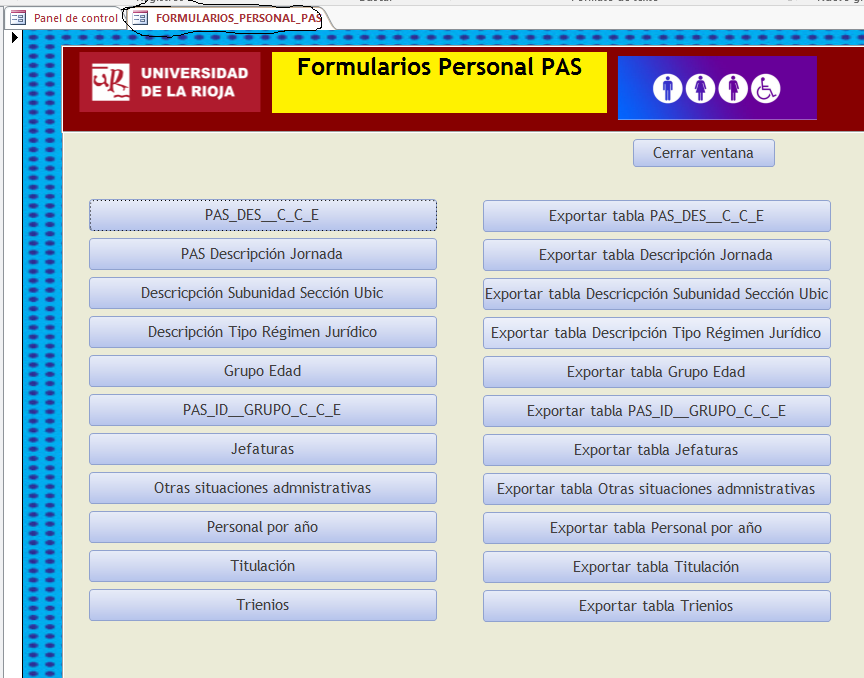 Panel de control
FORMULARIOS_PERSONAL_PAS
UNIVERSIDAD
DE LA RIOJA
Formularios Personal PAS
Cerrar ventana
PAS_DES__C_C_E
Exportar tabla PAS_DES__C_C_E
PAS Descripción Jornada
Exportar tabla Descripción Jornada
Descricpción Subunidad Sección Ubic
Exportar tabla Descricpción Subunidad Sección Ubic
Descripción Tipo Régimen Jurídico
Exportar tabla Descripción Tipo Régimen Jurídico
Grupo Edad
Exportar tabla Grupo Edad
PAS_ID__GRUPO_C_C_E
Exportar tabla PAS_ID__GRUPO_C_C_E
Jefaturas
Exportar tabla Jefaturas
Otras situaciones admnistrativas
Exportar tabla Otras situaciones admnistrativas
Personal por año
Exportar tabla Personal por año
Titulación
Exportar tabla Titulación
Trienios
Exportar tabla Trienios